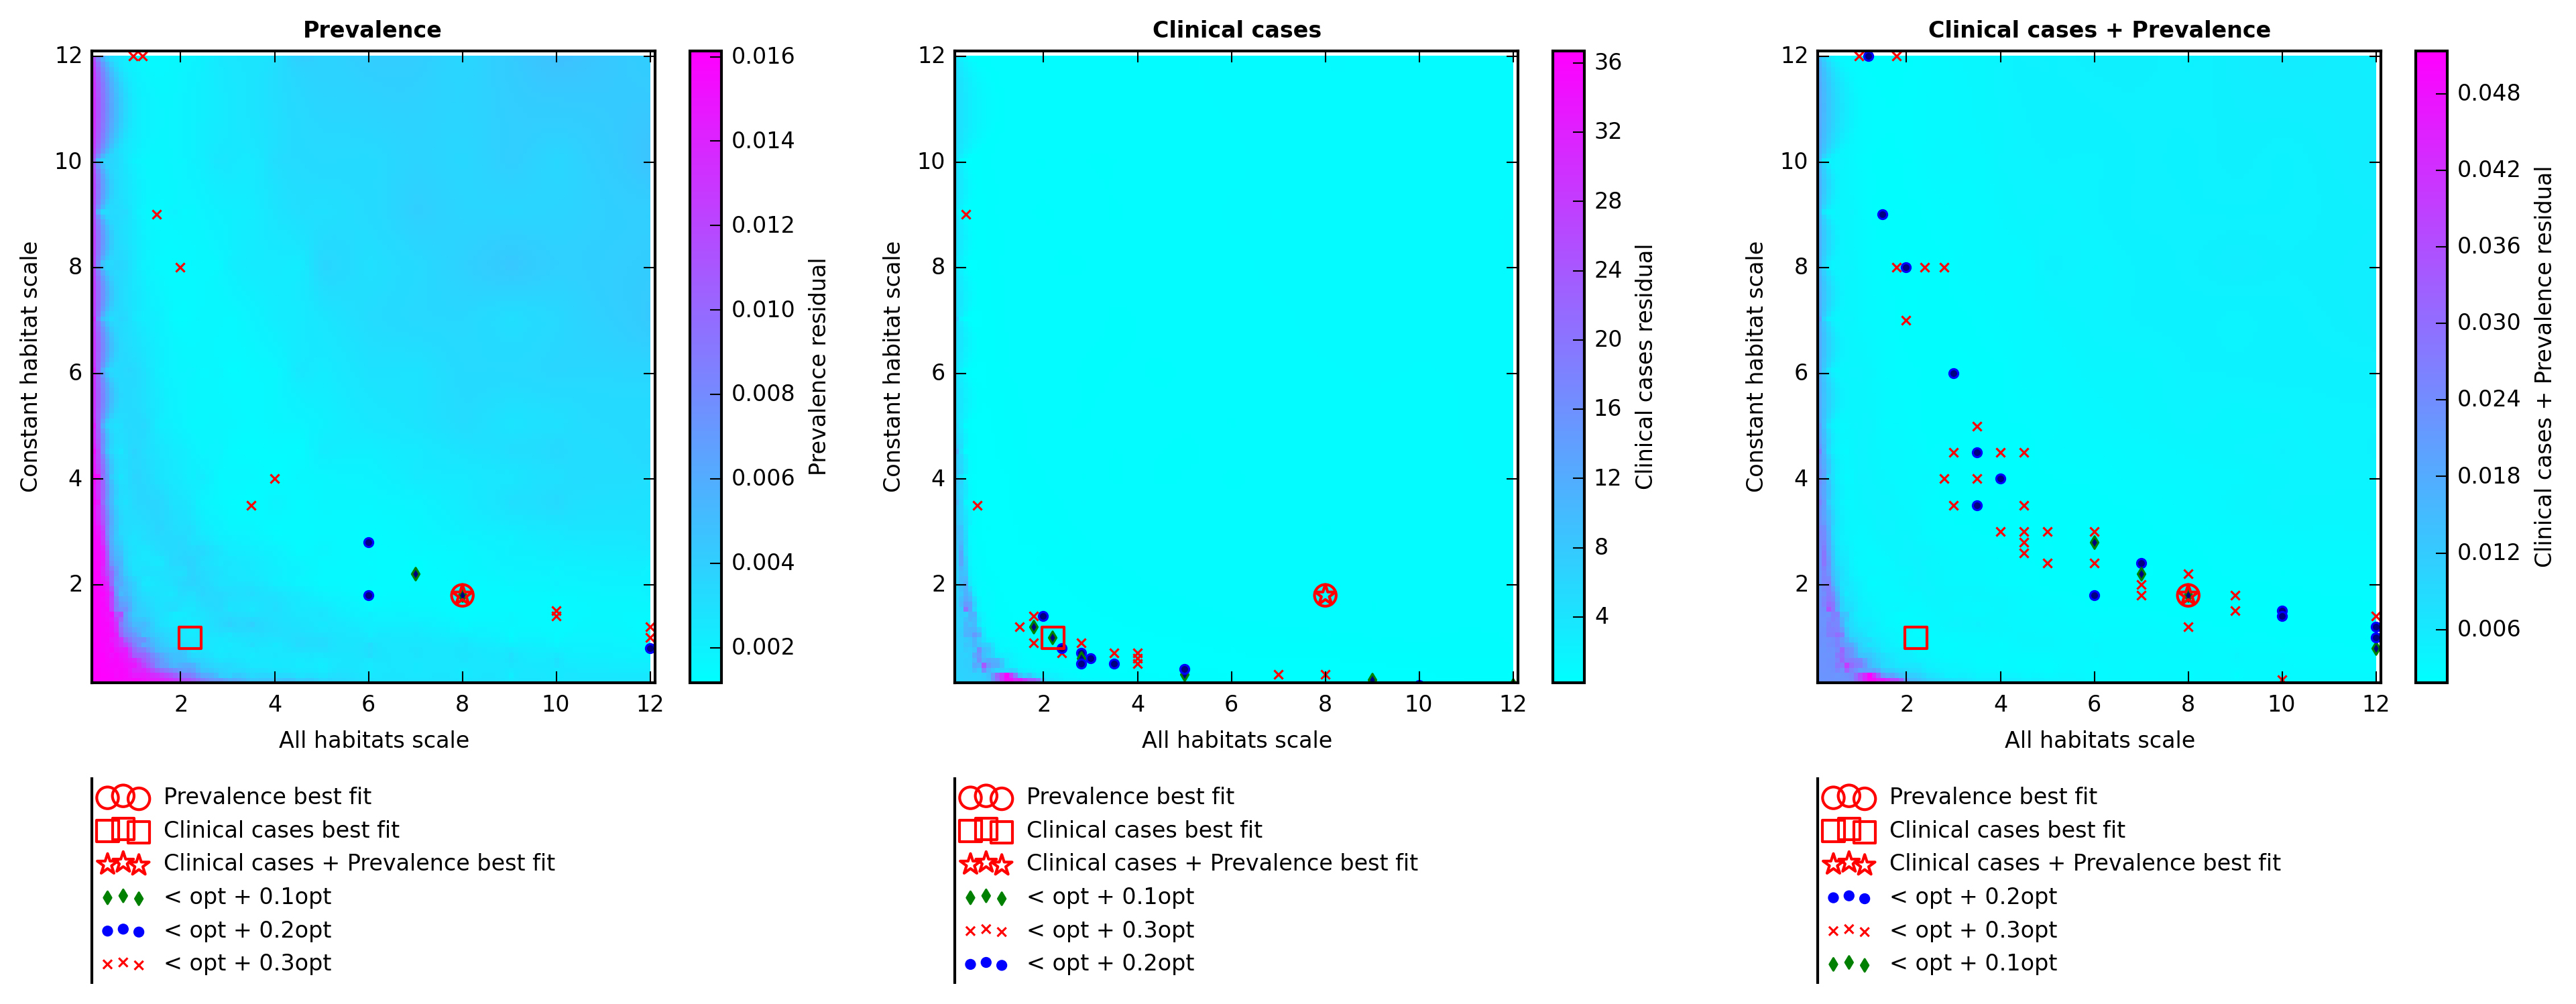 Prevalence
12
10
8
6
4
2
2 4 6 8 10 12
Constant habitat scale
All habitats scale
0.016
0.014
0.012
0.010
0.008
0.006
0.004
0.002
Prevalence residual
Prevalence best fit
Clinical cases best fit
Clinical cases + Prevalence best fit
< opt + 0.1opt
< opt + 0.2opt
< opt + 0.3opt
Clinical cases
12
10
8
6
4
2
2 4 6 8 10 12
Constant habitat scale
All habitats scale
36
32
28
24
20
16
12
8
4
Clinical cases residual
Prevalence best fit
Clinical cases best fit
Clinical cases + Prevalence best fit
< opt + 0.1opt
< opt + 0.3opt
< opt + 0.2opt
Clinical cases + Prevalence
12
10
8
6
4
2
2 4 6 8 10 12
Constant habitat scale
All habitats scale
0.048
0.042
0.036
0.030
0.024
0.018
0.012
0.006
Clinical cases + Prevalence residual
Prevalence best fit
Clinical cases best fit
Clinical cases + Prevalence best fit
< opt + 0.2opt
< opt + 0.3opt
< opt + 0.1opt